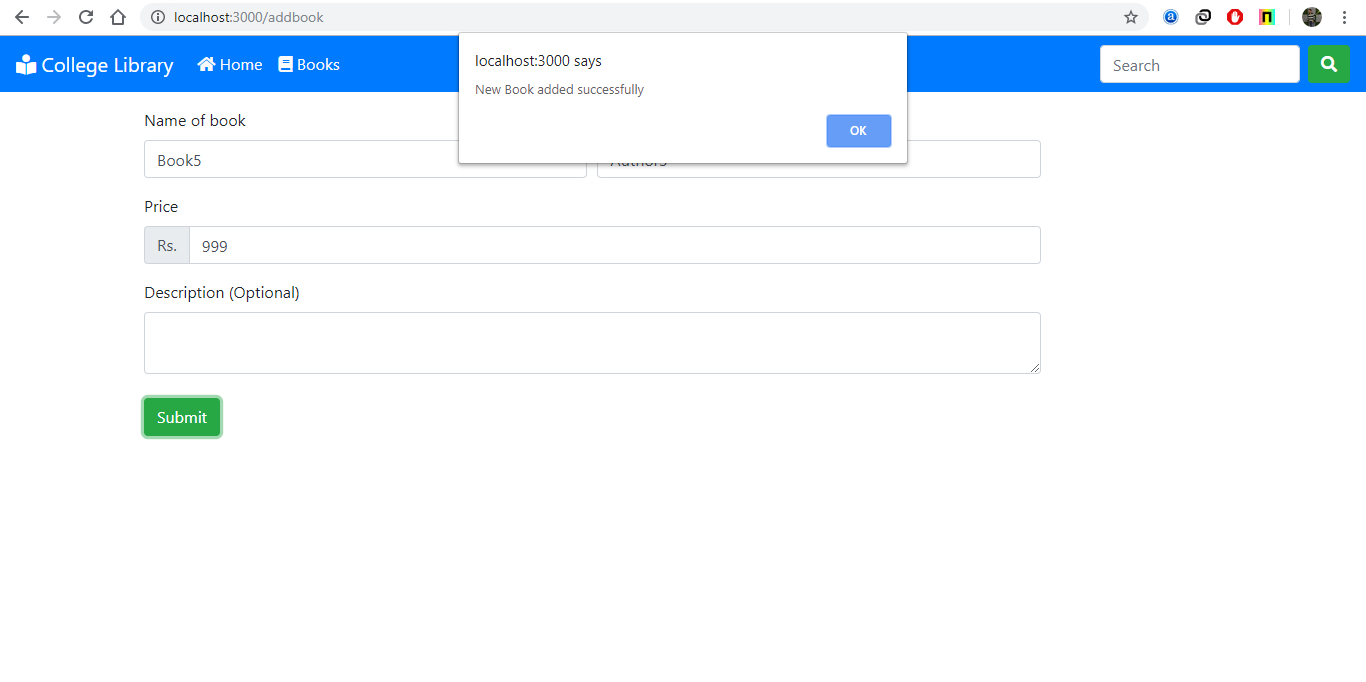 localhost:3000/addbook
College Library Home Books Search
localhost:3000 says
New Book added successfully
OK
Name of book
Book5
Price
Rs. 999
Description (Optional)
Submit